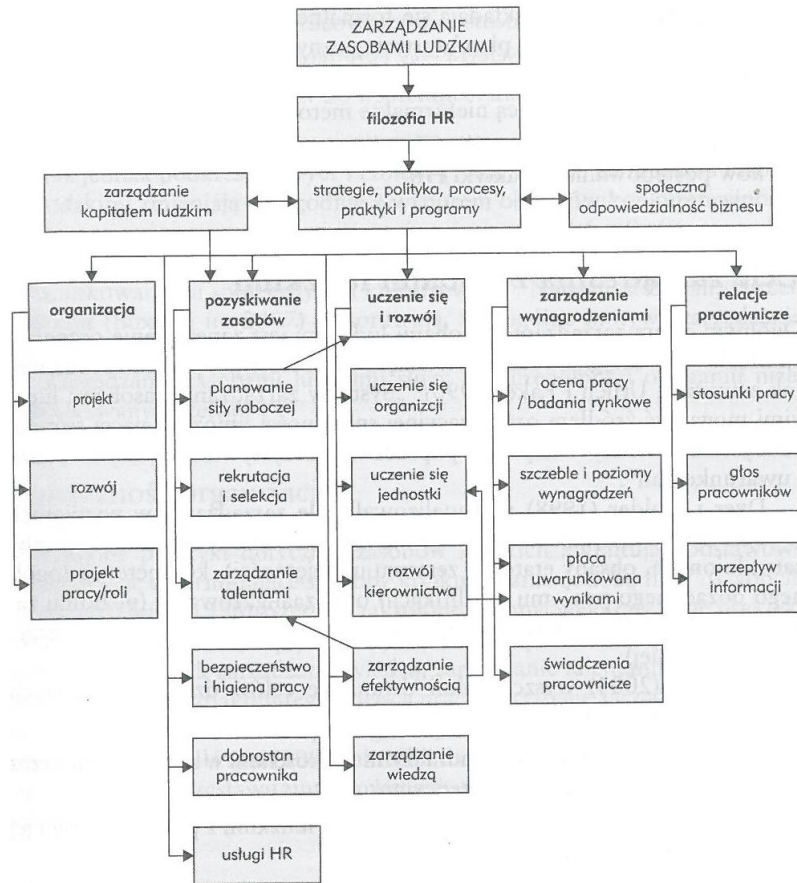 ZARZĄDZANIE
ZASOBAMI LUDZKIMI
filozofia HR
zarządzanie
kapitałem ludzkim
strategie, polityka, procesy,
praktyki i programy
społeczna
odpowiedzialność biznesu
organizacja
pozyskiwanie
zasobów
uczenie się
i rozwój
zarządzanie
wynagrodzeniami
relacje
pracownicze
projekt
planowanie
siły roboczej
uczenie się
organizcji
ocena pracy
/ badania rynkowe
stosunki pracy
rozwój
rekrutacja
i selekcja
uczenie się
jednostki
szczeble i poziomy
wynagrodzeń
głos
pracowników
projekt
pracy/roli
zarządzanie
talentami
rozwój
kierownictwa
płaca
uwarunkowana
wynikami
przepływ
informacji
bezpieczeństwo
i higiena pracy
zarządzanie
efektywnością
świadczenia
pracownicze
dobrostan
pracownika
zarządzanie
wiedzą
usługi HR